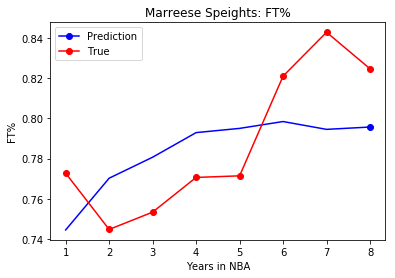 Marreese Speights: FT%
Prediction
True
FT%
0.84
0.82
0.80
0.78
0.76
0.74
1 2 3 4 5 6 7 8
Years in NBA